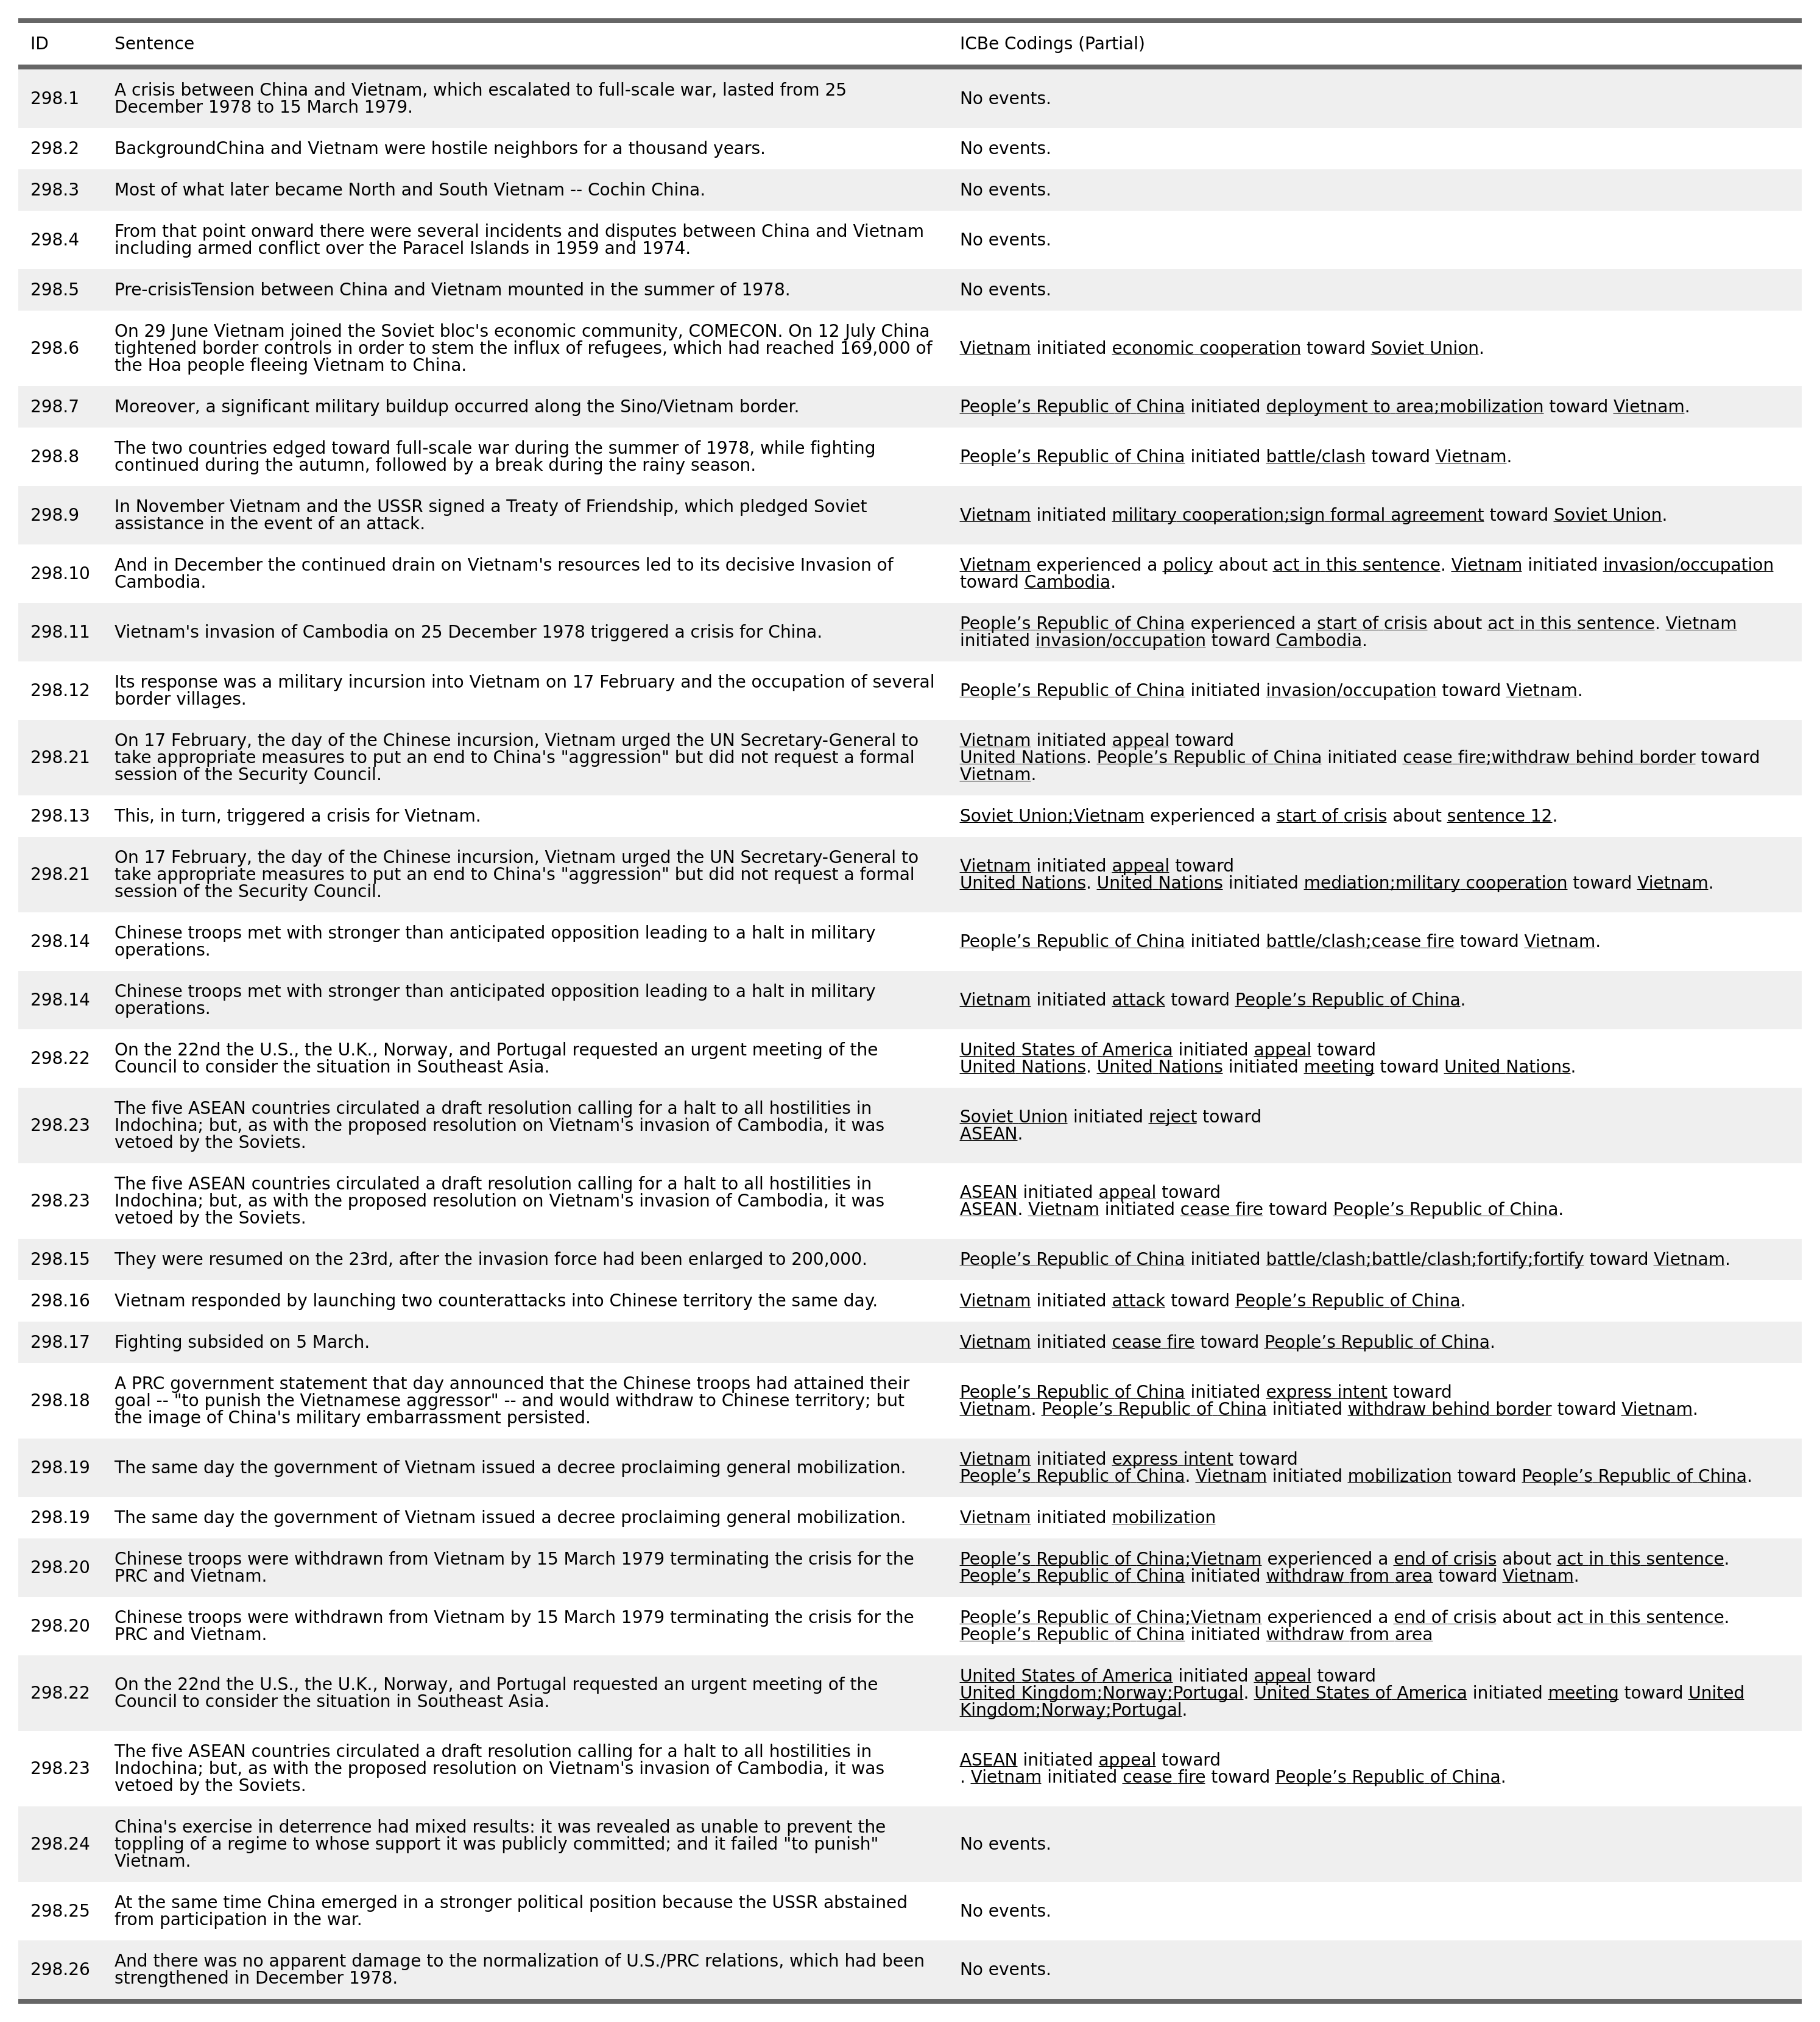 ID Sentence ICBe Codings (Partial)
298.1 A crisis between China and Vietnam, which escalated to full-scale war, lasted from 25
December 1978 to 15 March 1979.
No events.
298.2 BackgroundChina and Vietnam were hostile neighbors for a thousand years. No events.
298.3 Most of what later became North and South Vietnam -- Cochin China. No events.
298.4 From that point onward there were several incidents and disputes between China and Vietnam
including armed conflict over the Paracel Islands in 1959 and 1974.
No events.
298.5 Pre-crisisTension between China and Vietnam mounted in the summer of 1978. No events.
298.6 On 29 June Vietnam joined the Soviet bloc's economic community, COMECON. On 12 July China
tightened border controls in order to stem the influx of refugees, which had reached 169,000 of
the Hoa people fleeing Vietnam to China.
Vietnam initiated economic cooperation toward Soviet Union.
298.7 Moreover, a significant military buildup occurred along the Sino/Vietnam border. People’s Republic of China initiated deployment to area;mobilization toward Vietnam.
298.8 The two countries edged toward full-scale war during the summer of 1978, while fighting
continued during the autumn, followed by a break during the rainy season.
People’s Republic of China initiated battle/clash toward Vietnam.
298.9 In November Vietnam and the USSR signed a Treaty of Friendship, which pledged Soviet
assistance in the event of an attack.
Vietnam initiated military cooperation;sign formal agreement toward Soviet Union.
298.10 And in December the continued drain on Vietnam's resources led to its decisive Invasion of
Cambodia.
Vietnam experienced a policy about act in this sentence. Vietnam initiated invasion/occupation
toward Cambodia.
298.11 Vietnam's invasion of Cambodia on 25 December 1978 triggered a crisis for China.
People’s Republic of China experienced a start of crisis about act in this sentence. Vietnam
initiated invasion/occupation toward Cambodia.
298.12 Its response was a military incursion into Vietnam on 17 February and the occupation of several
border villages.
People’s Republic of China initiated invasion/occupation toward Vietnam.
298.21 On 17 February, the day of the Chinese incursion, Vietnam urged the UN Secretary-General to
take appropriate measures to put an end to China's "aggression" but did not request a formal
session of the Security Council.
Vietnam initiated appeal toward
United Nations. People’s Republic of China initiated cease fire;withdraw behind border toward
Vietnam.
298.13 This, in turn, triggered a crisis for Vietnam. Soviet Union;Vietnam experienced a start of crisis about sentence 12.
298.21 On 17 February, the day of the Chinese incursion, Vietnam urged the UN Secretary-General to
take appropriate measures to put an end to China's "aggression" but did not request a formal
session of the Security Council.
Vietnam initiated appeal toward
United Nations. United Nations initiated mediation;military cooperation toward Vietnam.
298.14 Chinese troops met with stronger than anticipated opposition leading to a halt in military
operations.
People’s Republic of China initiated battle/clash;cease fire toward Vietnam.
298.14 Chinese troops met with stronger than anticipated opposition leading to a halt in military
operations.
Vietnam initiated attack toward People’s Republic of China.
298.22 On the 22nd the U.S., the U.K., Norway, and Portugal requested an urgent meeting of the
Council to consider the situation in Southeast Asia.
United States of America initiated appeal toward
United Nations. United Nations initiated meeting toward United Nations.
298.23 The five ASEAN countries circulated a draft resolution calling for a halt to all hostilities in
Indochina; but, as with the proposed resolution on Vietnam's invasion of Cambodia, it was
vetoed by the Soviets.
Soviet Union initiated reject toward
ASEAN.
298.23 The five ASEAN countries circulated a draft resolution calling for a halt to all hostilities in
Indochina; but, as with the proposed resolution on Vietnam's invasion of Cambodia, it was
vetoed by the Soviets.
ASEAN initiated appeal toward
ASEAN. Vietnam initiated cease fire toward People’s Republic of China.
298.15 They were resumed on the 23rd, after the invasion force had been enlarged to 200,000. People’s Republic of China initiated battle/clash;battle/clash;fortify;fortify toward Vietnam.
298.16 Vietnam responded by launching two counterattacks into Chinese territory the same day. Vietnam initiated attack toward People’s Republic of China.
298.17 Fighting subsided on 5 March. Vietnam initiated cease fire toward People’s Republic of China.
298.18 A PRC government statement that day announced that the Chinese troops had attained their
goal -- "to punish the Vietnamese aggressor" -- and would withdraw to Chinese territory; but
the image of China's military embarrassment persisted.
People’s Republic of China initiated express intent toward
Vietnam. People’s Republic of China initiated withdraw behind border toward Vietnam.
298.19 The same day the government of Vietnam issued a decree proclaiming general mobilization.
Vietnam initiated express intent toward
People’s Republic of China. Vietnam initiated mobilization toward People’s Republic of China.
298.19 The same day the government of Vietnam issued a decree proclaiming general mobilization. Vietnam initiated mobilization
298.20 Chinese troops were withdrawn from Vietnam by 15 March 1979 terminating the crisis for the
PRC and Vietnam.
People’s Republic of China;Vietnam experienced a end of crisis about act in this sentence.
People’s Republic of China initiated withdraw from area toward Vietnam.
298.20 Chinese troops were withdrawn from Vietnam by 15 March 1979 terminating the crisis for the
PRC and Vietnam.
People’s Republic of China;Vietnam experienced a end of crisis about act in this sentence.
People’s Republic of China initiated withdraw from area
298.22 On the 22nd the U.S., the U.K., Norway, and Portugal requested an urgent meeting of the
Council to consider the situation in Southeast Asia.
United States of America initiated appeal toward
United Kingdom;Norway;Portugal. United States of America initiated meeting toward United
Kingdom;Norway;Portugal.
298.23 The five ASEAN countries circulated a draft resolution calling for a halt to all hostilities in
Indochina; but, as with the proposed resolution on Vietnam's invasion of Cambodia, it was
vetoed by the Soviets.
ASEAN initiated appeal toward
. Vietnam initiated cease fire toward People’s Republic of China.
298.24 China's exercise in deterrence had mixed results: it was revealed as unable to prevent the
toppling of a regime to whose support it was publicly committed; and it failed "to punish"
Vietnam.
No events.
298.25 At the same time China emerged in a stronger political position because the USSR abstained
from participation in the war.
No events.
298.26 And there was no apparent damage to the normalization of U.S./PRC relations, which had been
strengthened in December 1978.
No events.